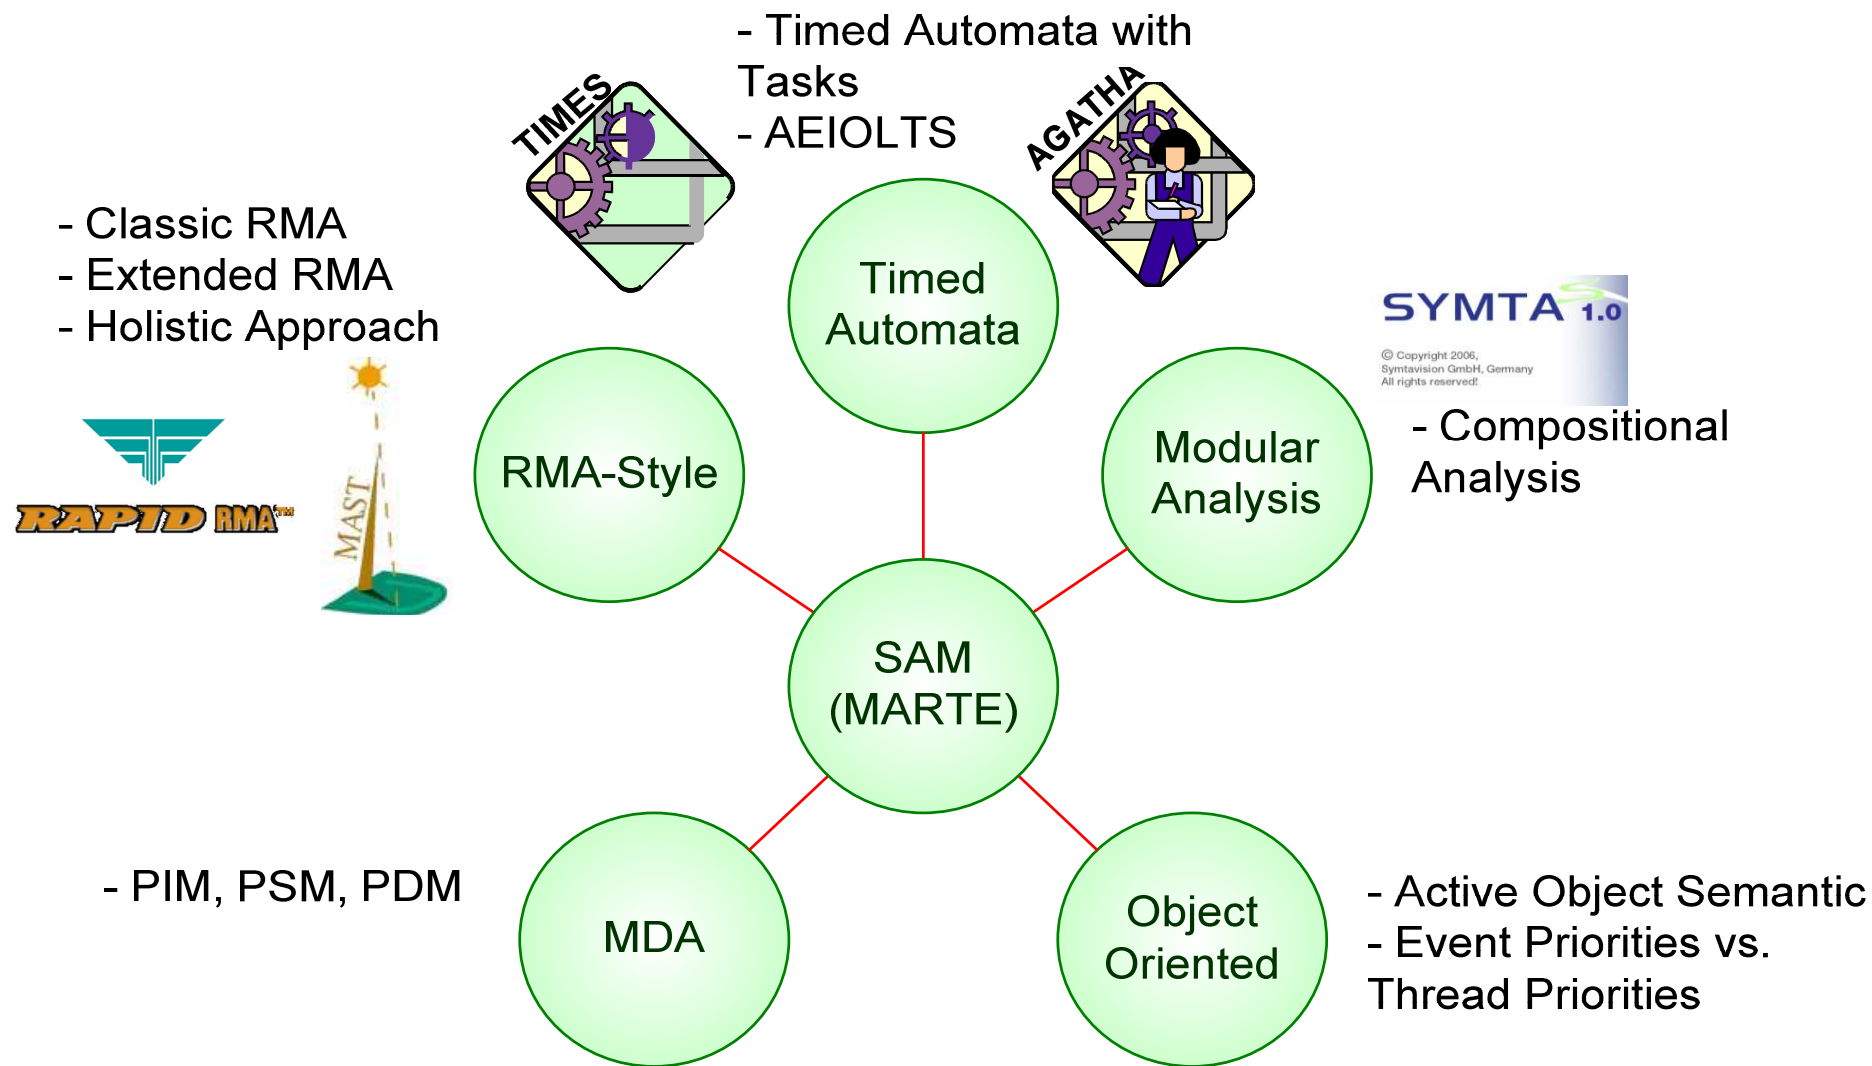 - Timed Automata with
Tasks
- AEIOLTS
TIMES
AGATHA
- Classic RMA
- Extended RMA
- Holistic Approach
Timed
Automata
SYMTA S
1.0
© Copyright 2006,
Symtavision GmbH, Germany
All rights reserved!
RMA-Style
Modular
Analysis
- Compositional
Analysis
RAPID RMA™
MAST
SAM
(MARTE)
- PIM, PSM, PDM
MDA
Object
Oriented
- Active Object Semantic
- Event Priorities vs.
Thread Priorities